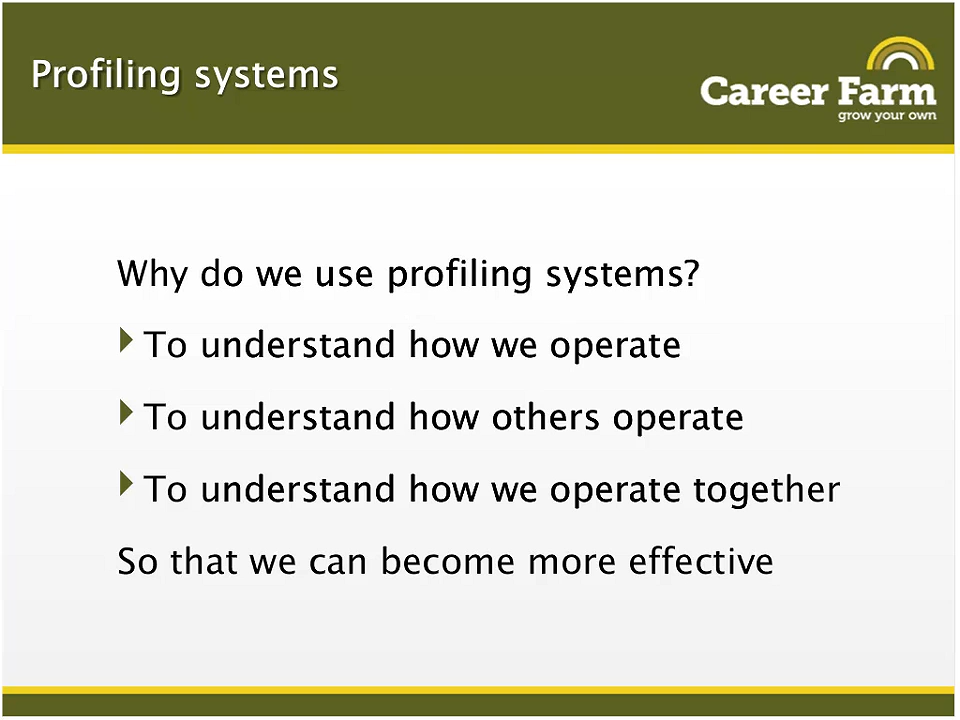 Profiling systems
Career Farm
grow your own
Why do we use profiling systems?
To understand how we operate
To understand how others operate
To understand how we operate together
So that we can become more effective